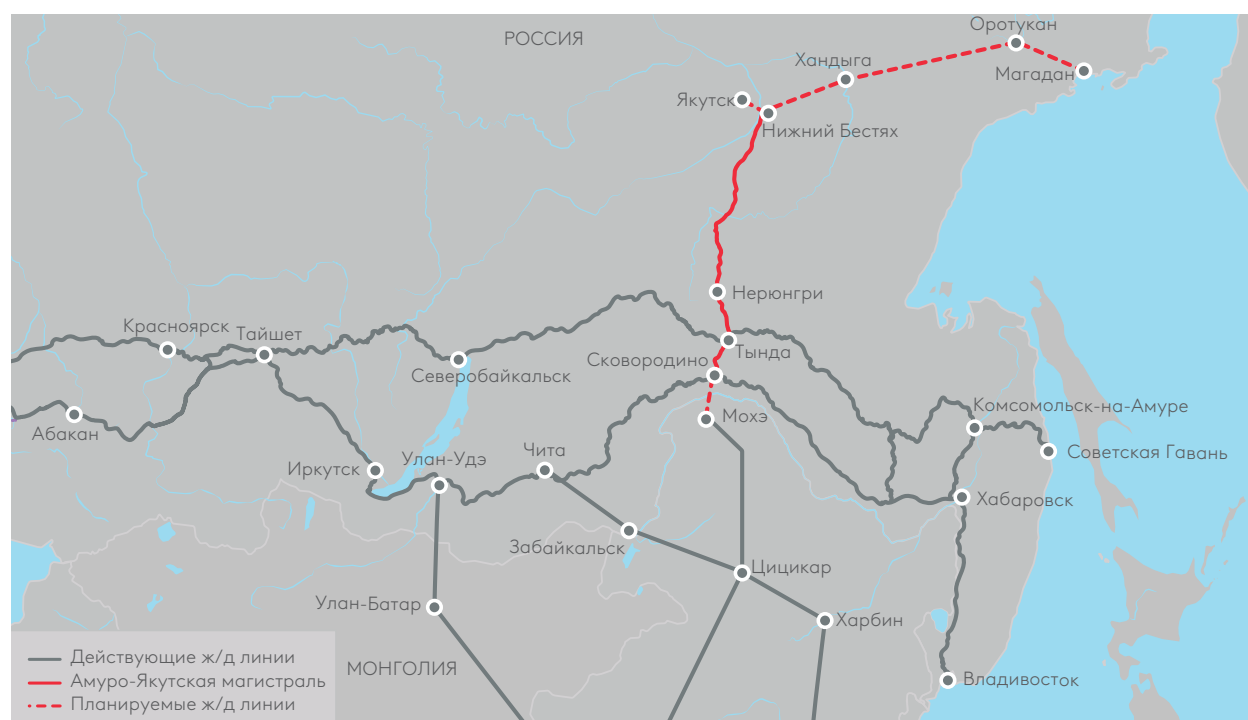 РОССИЯ
Оротукан
Хандыга
Магадан
Якутск
Нижний Бестях
Нерюнгри
Красноярск
Тайшет
Тында
Сковородино
Северобайкальск
Комсомольск-на-Амуре
Мохэ
Абакан
Чита
Советская Гавань
Улан-Удэ
Иркутск
Хабаровск
Забайкальск
Цицикар
Улан-Батар
Харбин
МОНГОЛИЯ
Владивосток
Действующие ж/д линии
Амуро-Якутская магистраль
Планируемые ж/д линии